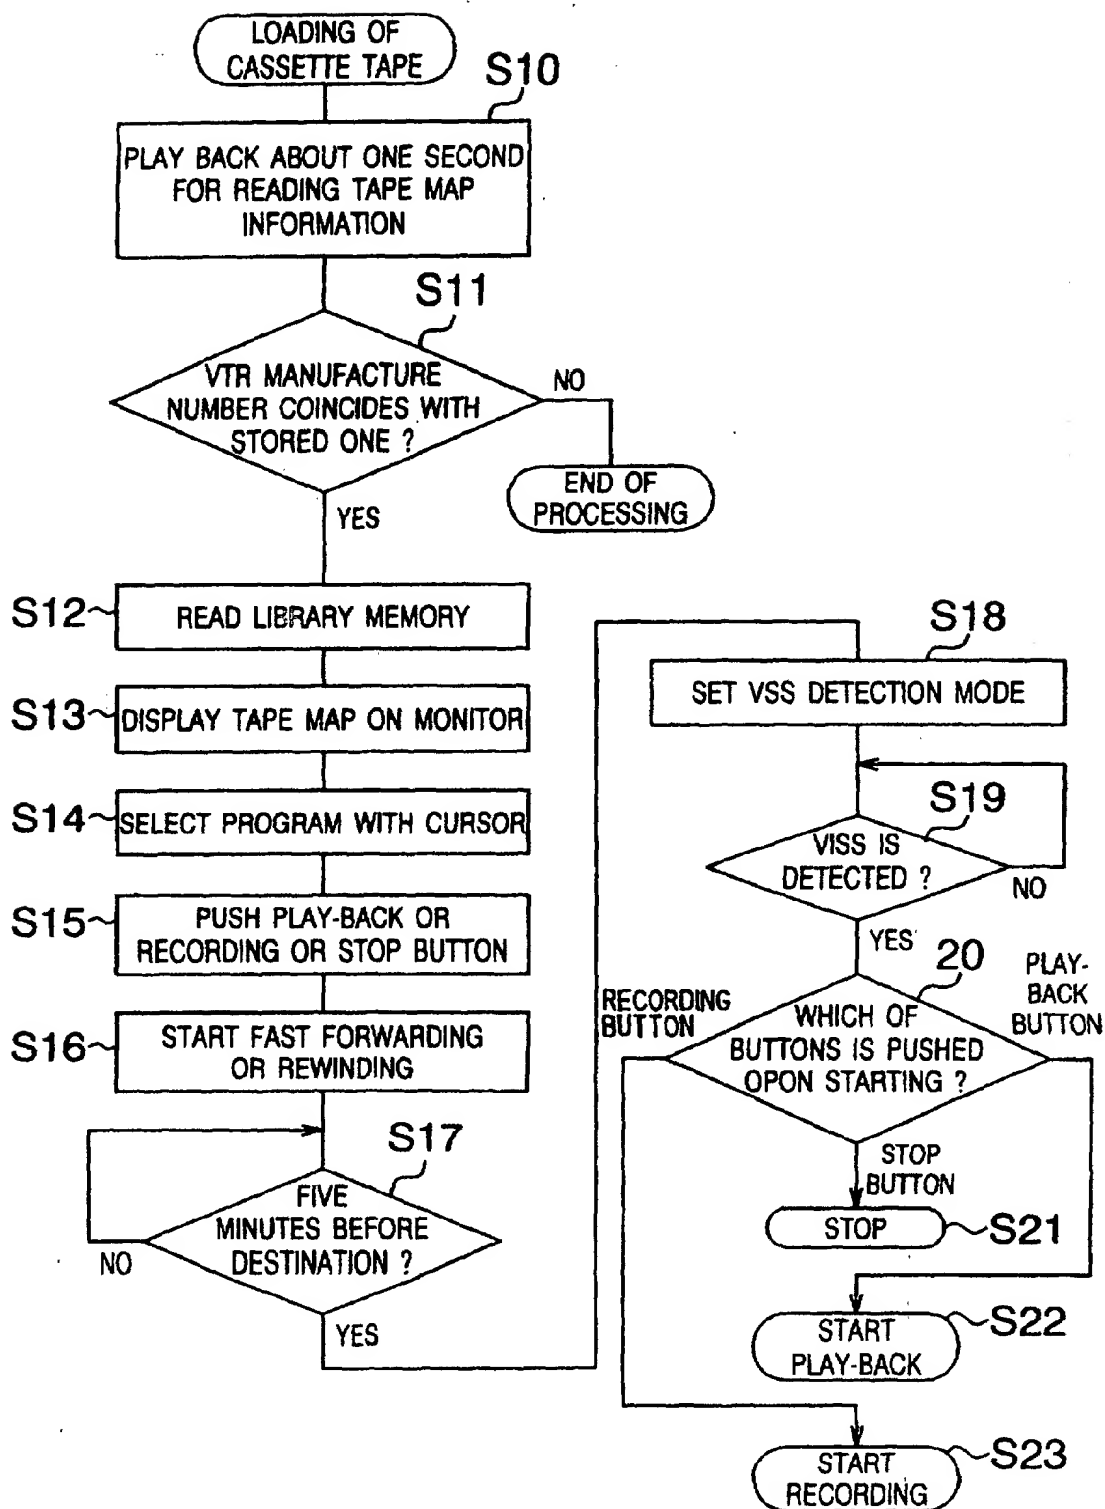 LOADING OF
CASSETTE TAPE
S10
PLAY BACK ABOUT ONE SECOND
FOR READING TAPE MAP
INFORMATION
S11
VTR MANUFACTURE
NUMBER COINCIDES WITH
STORED ONE ?
NO
END OF
PROCESSING
YES
S12
READ LIBRARY MEMORY
S13
DISPLAY TAPE MAP ON MONITOR
S14
SELECT PROGRAM WITH CURSOR
S15
PUSH PLAY-BACK OR
RECORDING OR STOP BUTTON
S16
START FAST FORWARDING
OR REWINDING
S17
FIVE
MINUTES BEFORE
DESTINATION ?
NO
YES
S18
SET VSS DETECTION MODE
S19
VISS IS
DETECTED ?
NO
YES
20
RECORDING
BUTTON
PLAY-
BACK
BUTTON
WHICH OF
BUTTONS IS PUSHED
OPON STARTING ?
STOP
BUTTON
STOP
S21
START
PLAY-BACK
S22
START
RECORDING
S23